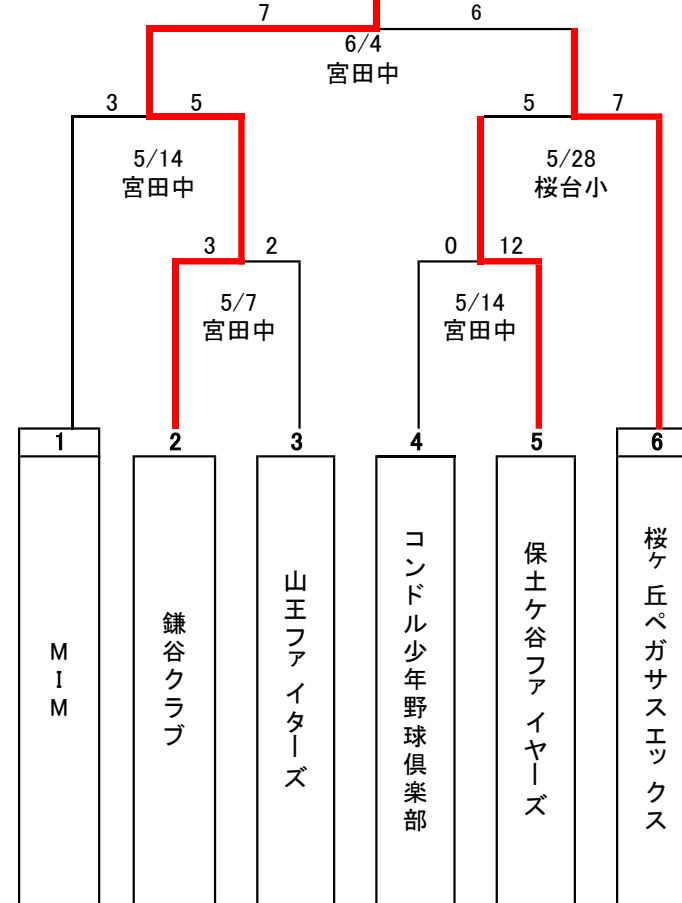 7 6
6/4
宮田中
3 5 5 7
5/14 5/28
宮田中 桜台小
3 2 0 12
5/7 5/14
宮田中 宮田中
1 2 3 4 5 6
MIM
鎌谷クラブ
山王ファイターズ
コンドル少年野球倶楽部
保土ケ谷ファイヤーズ
桜ヶ丘ペガサスエックス